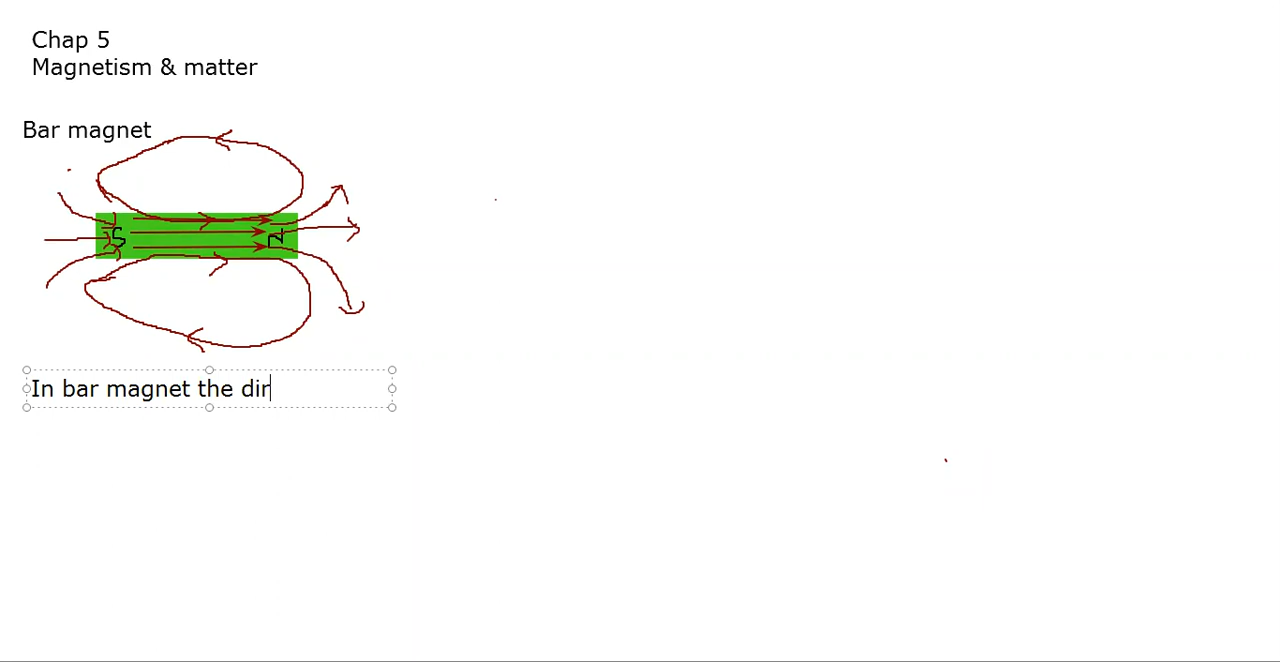 Chap 5
Magnetism & matter
Bar magnet
S N
In bar magnet the dir